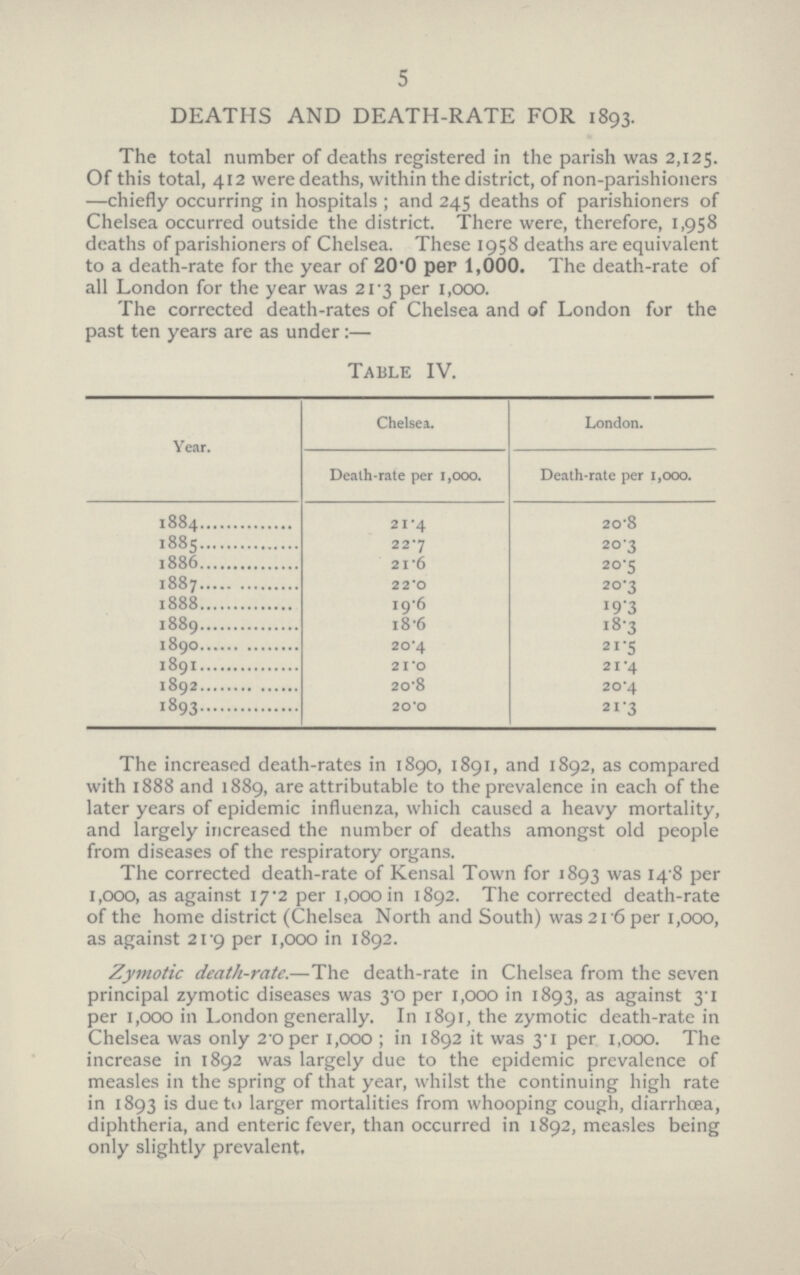 5
DEATHS AND DEATH-RATE FOR 1893.
The total number of deaths registered in the parish was 2,125.
Of this total, 412 were deaths, within the district, of non-parishioners
—chiefly occurring in hospitals ; and 245 deaths of parishioners of
Chelsea occurred outside the district. There were, therefore, 1,958
deaths of parishioners of Chelsea. These 1958 deaths are equivalent
to a death-rate for the year of 20·0 per 1,000. The death-rate of
all London for the year was 21·3 per 1,000.
The corrected death-rates of Chelsea and of London for the
past ten years are as under :—
TABLE IV.
Year. Chelsea. London.
Death-rate per 1,000. Death-rate per 1,000.
1884.............. 21·4 20·8
1885............... 22·7 20·3
1886............... 21·6 20·5
1887..... ......... 22·0 20·3
1888.............. 19·6 19·3
1889............... 18·6 18·3
1890...... ........ 20·4 21·5
1891............... 21·0 21·4
1892........ ...... 20·8 20·4
1893............... 20·0 21·3
The increased death-rates in 1890, 1891, and 1892, as compared
with 1888 and 1889, are attributable to the prevalence in each of the
later years of epidemic influenza, which caused a heavy mortality,
and largely increased the number of deaths amongst old people
from diseases of the respiratory organs.
The corrected death-rate of Kensal Town for 1893 was 14·8 per
1,000, as against 17·2 per 1,000 in 1892. The corrected death-rate
of the home district (Chelsea North and South) was 21·6 per 1,000,
as against 21·9 per 1,000 in 1892.
Zymotic death-rate.—The death-rate in Chelsea from the seven
principal zymotic diseases was 3·0 per 1,000 in 1893, as against 3·1
per 1,000 in London generally. In 1891, the zymotic death-rate in
Chelsea was only 2·0 per 1,000 ; in 1892 it was 3·1 per 1,000. The
increase in 1892 was largely due to the epidemic prevalence of
measles in the spring of that year, whilst the continuing high rate
in 1893 is due to larger mortalities from whooping cough, diarrhœa,
diphtheria, and enteric fever, than occurred in 1892, measles being
only slightly prevalent.